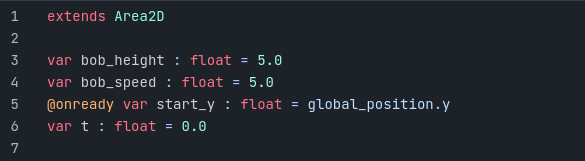 1 extends Area2D
2
3 var bob_height : float = 5.0
4 var bob_speed : float = 5.0
5 @onready var start_y : float = global_position.y
6 var t : float = 0.0
7